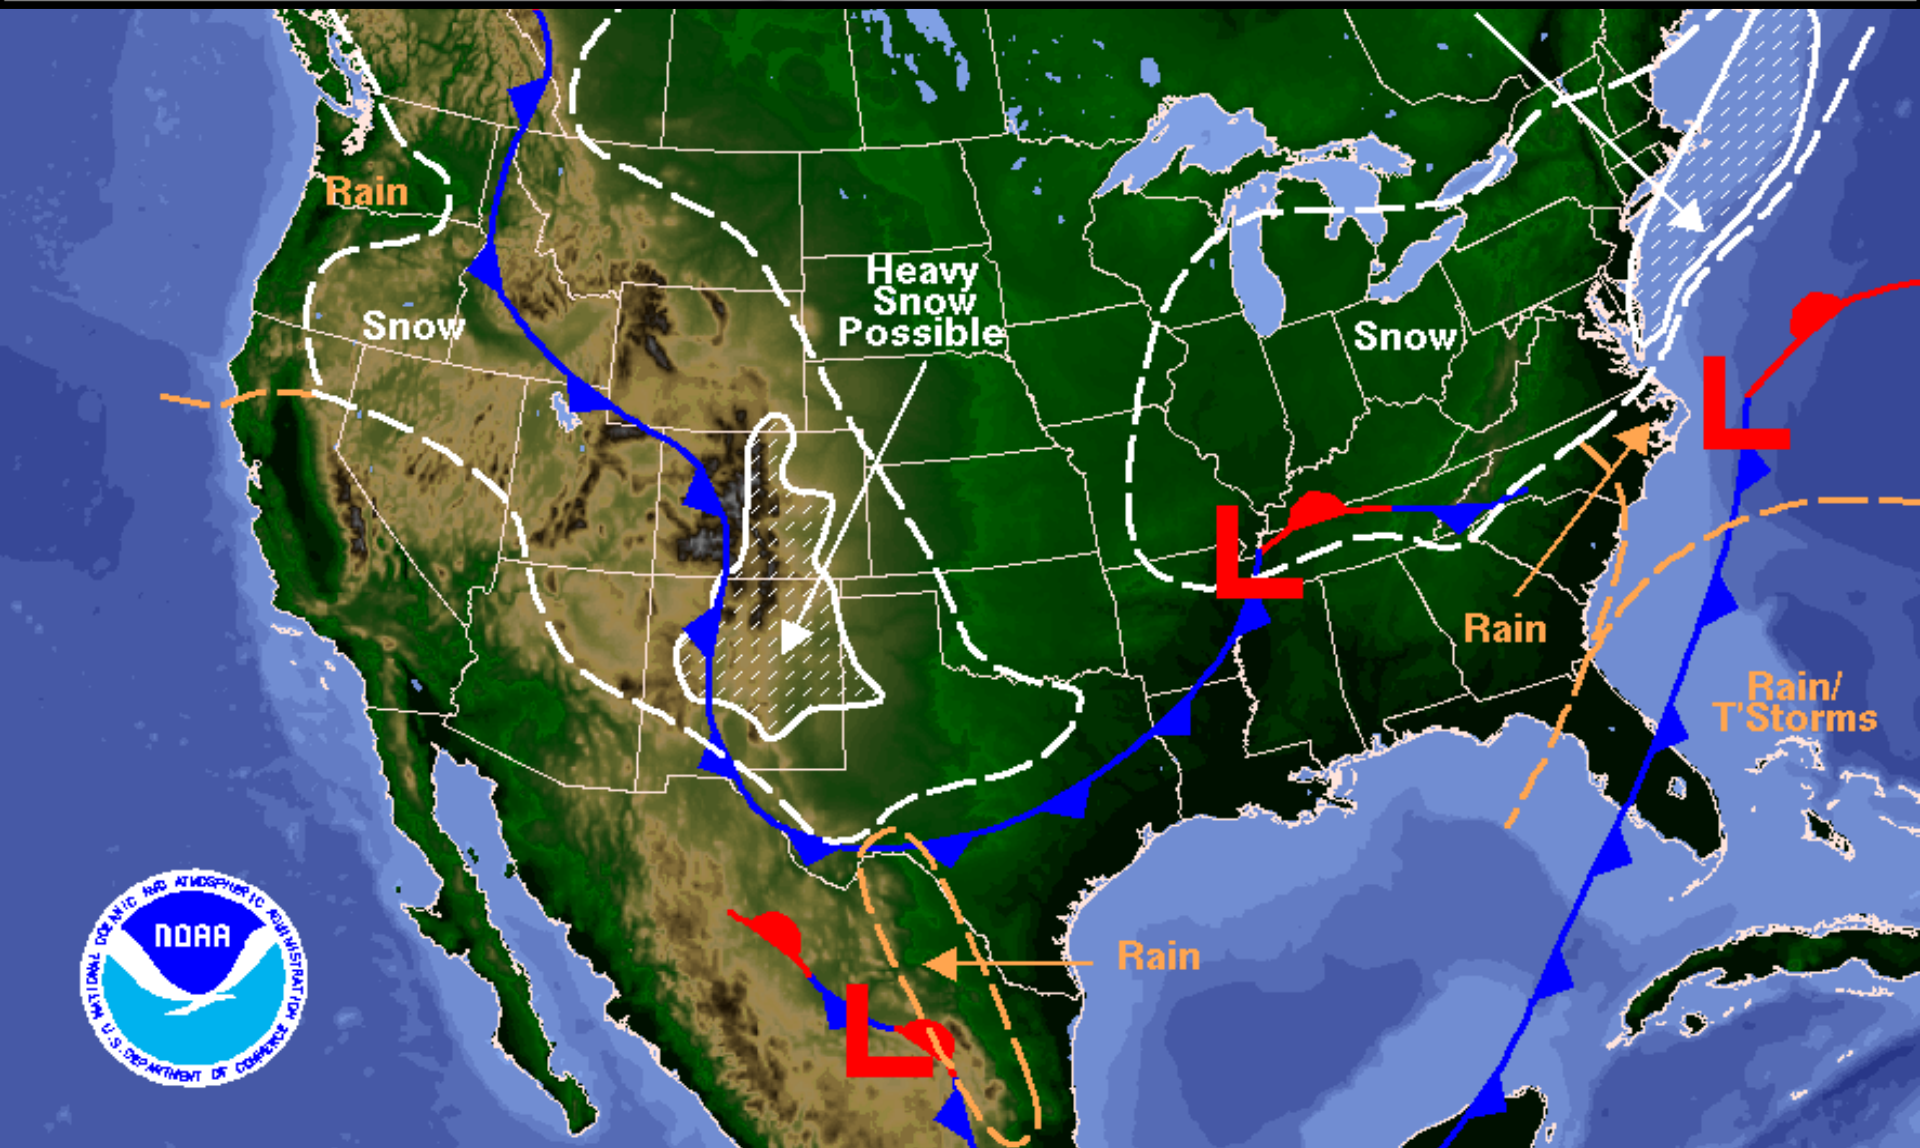 Rain
Heavy
Snow
Possible
Snow
Snow
L
L
Rain
Rain/
T'Storms
NATIONAL OCEANIC AND ATMOSPHERIC ADMINISTRATION
NOAA
U.S. DEPARTMENT OF COMMERCE
Rain
L